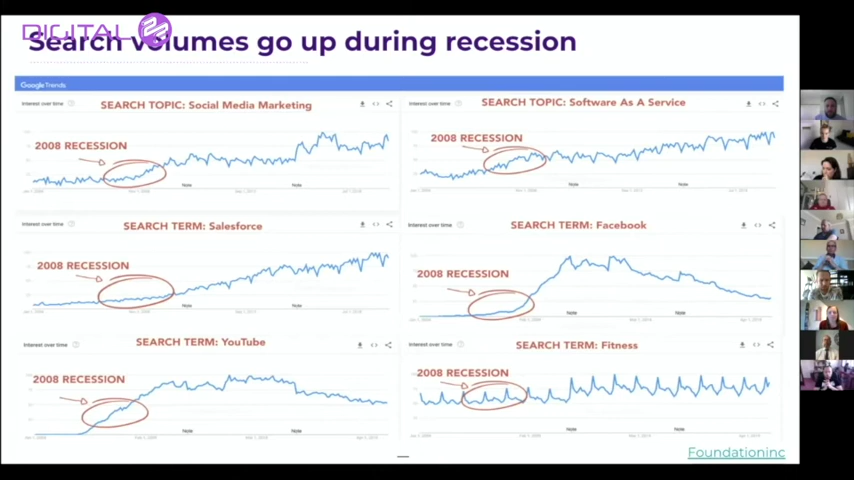 DIGITAL 22
Search volumes go up during recession
Google Trends
Interest over time
SEARCH TOPIC: Social Media Marketing
2008 RECESSION
Note
Note
Interest over time
SEARCH TOPIC: Software As A Service
2008 RECESSION
Note
Note
Interest over time
SEARCH TERM: Salesforce
2008 RECESSION
Note
Note
Interest over time
SEARCH TERM: Facebook
2008 RECESSION
Note
Note
Interest over time
SEARCH TERM: YouTube
2008 RECESSION
Note
Note
Interest over time
SEARCH TERM: Fitness
2008 RECESSION
Note
Note
Foundationinc